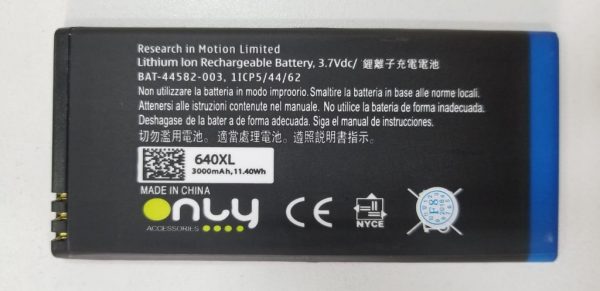 Research in Motion Limited
Lithium Ion Rechargeable Battery, 3.7Vdc/ 鋰離子充電電池
BAT-44582-003, 1ICP5/44/62
Non utilizzare la batteria in modo impororio.Smaltire la batteria in base alle norme locali.
Attenersi alle istruzioni contenute nel manuale. No utilice la bateria de forma inadecuada.
Deshagase de la bater a de forma adecuada. Siga el manual de instrucciones.
切勿濫用電池。適當處理電池。遵照說明書指示。
640XL
3000mAh,11.40Wh
MADE IN CHINA
Only
ACCESSORIES
CE
NYCE
F8